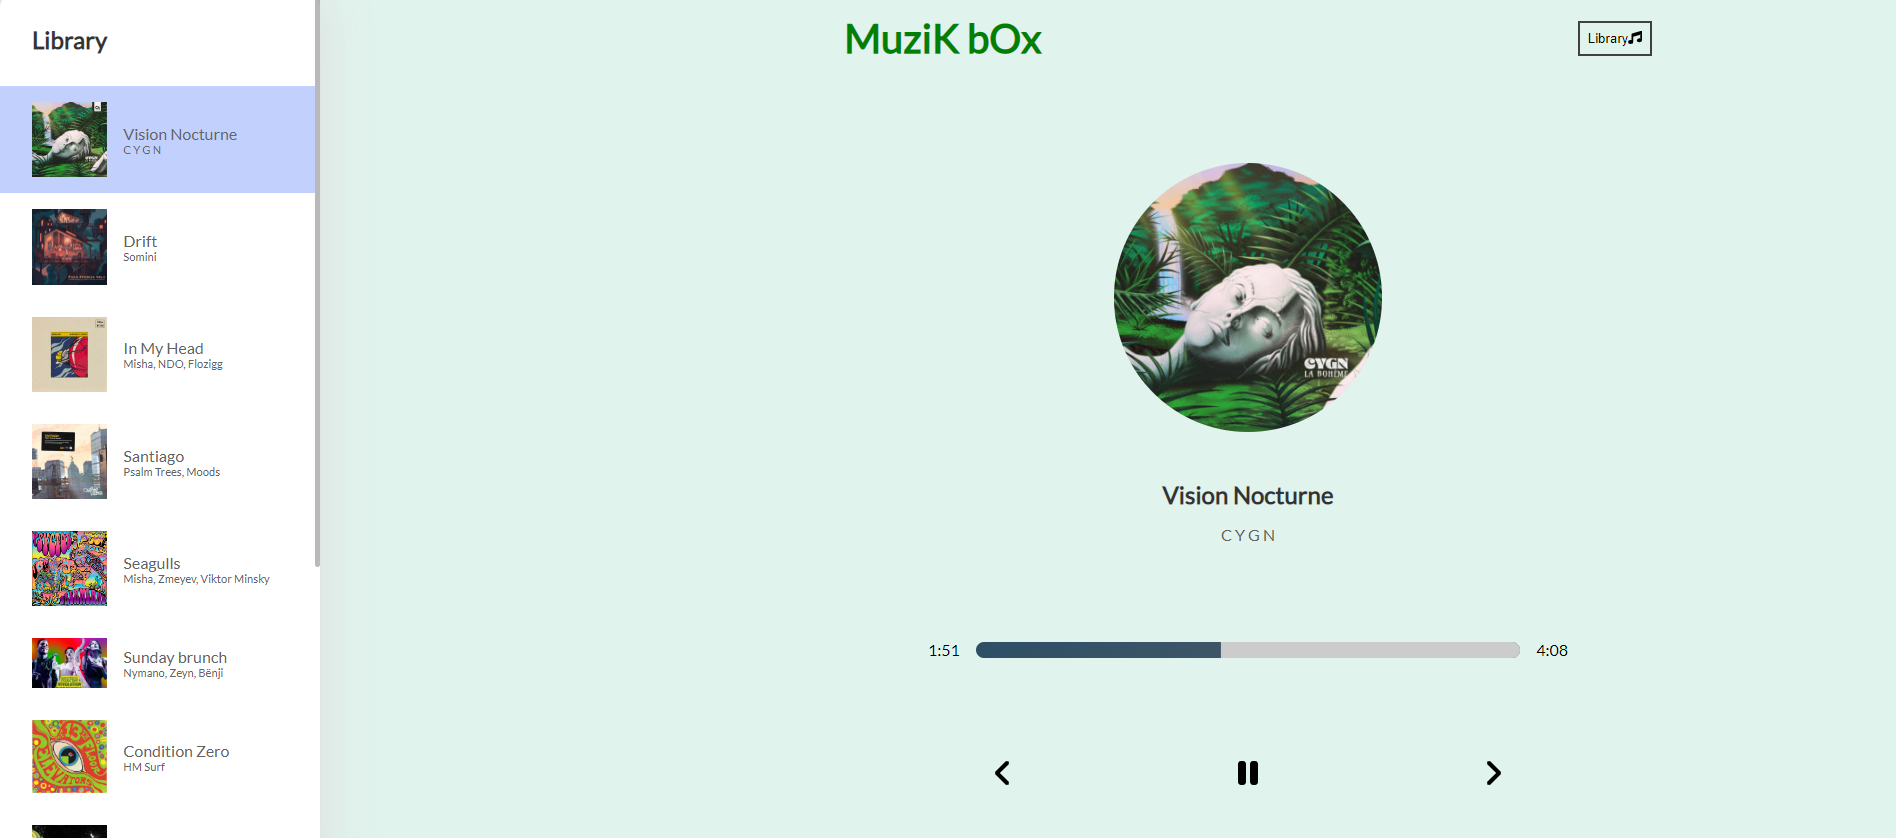 Library
Vision Nocturne
CYGN
Drift
Somini
In My Head
Misha, NDO, Flozigg
Santiago
Psalm Trees, Moods
Seagulls
Misha, Zmeyev, Viktor Minsky
Sunday brunch
Nymano, Zeyn, Bënji
Condition Zero
HM Surf
MuziK bOx
Library
CYGN
LA BOHÈME
Vision Nocturne
CYGN
1:51
4:08